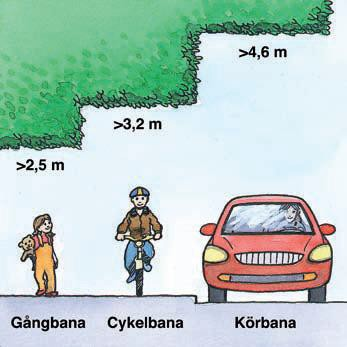 >4,6 m
>3,2 m
>2,5 m
Gångbana Cykelbana Körbana